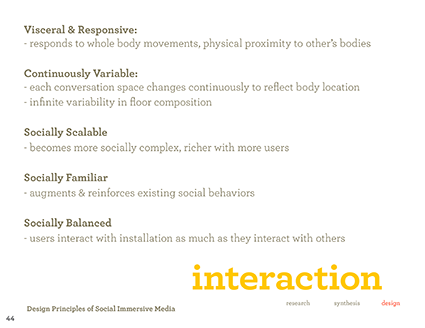 Visceral & Responsive:
- responds to whole body movements, physical proximity to other's bodies
Continuously Variable:
- each conversation space changes continuously to reflect body location
- infinite variability in floor composition
Socially Scalable
- becomes more socially complex, richer with more users
Socially Familiar
- augments & reinforces existing social behaviors
Socially Balanced
- users interact with installation as much as they interact with others
interaction
research synthesis design
Design Principles of Social Immersive Media
44